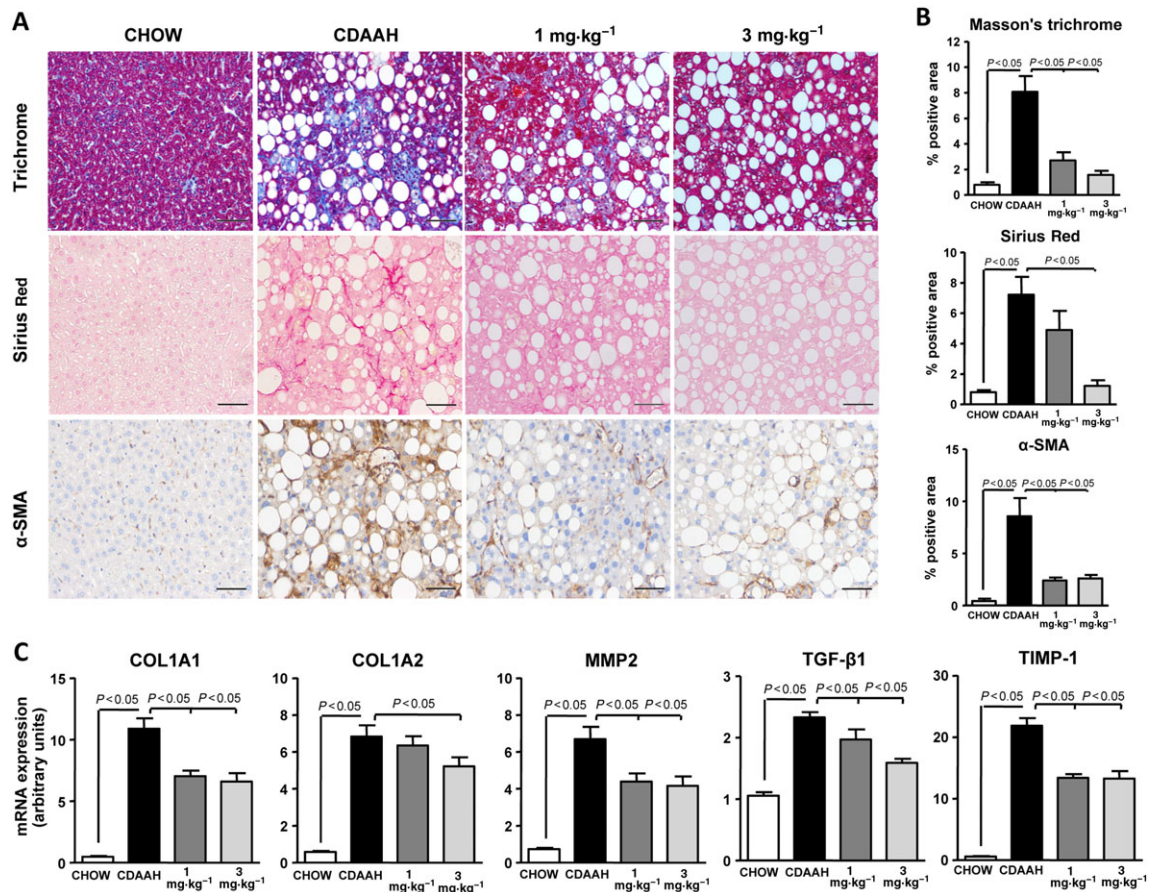 A
CHOW CDAAH 1 mg·kg⁻¹ 3 mg·kg⁻¹
Trichrome
Sirius Red
α-SMA
B
Masson's trichrome
P<0.05 P<0.05 P<0.05
% positive area
12
10
8
6
4
2
0
CHOW CDAAH 1 3
mg·kg⁻¹ mg·kg⁻¹
Sirius Red
P<0.05 P<0.05
% positive area
10
8
6
4
2
0
CHOW CDAAH 1 3
mg·kg⁻¹ mg·kg⁻¹
α-SMA
P<0.05 P<0.05 P<0.05
% positive area
15
10
5
0
CHOW CDAAH 1 3
mg·kg⁻¹ mg·kg⁻¹
C
COL1A1
mRNA expression
(arbitrary units)
P<0.05 P<0.05 P<0.05
15
10
5
0
CHOW CDAAH 1 3
mg·kg⁻¹ mg·kg⁻¹
COL1A2
P<0.05 P<0.05
8
6
4
2
0
CHOW CDAAH 1 3
mg·kg⁻¹ mg·kg⁻¹
MMP2
P<0.05 P<0.05 P<0.05
8
6
4
2
0
CHOW CDAAH 1 3
mg·kg⁻¹ mg·kg⁻¹
TGF-β1
P<0.05 P<0.05 P<0.05
3
2
1
0
CHOW CDAAH 1 3
mg·kg⁻¹ mg·kg⁻¹
TIMP-1
P<0.05 P<0.05 P<0.05
30
20
10
0
CHOW CDAAH 1 3
mg·kg⁻¹ mg·kg⁻¹